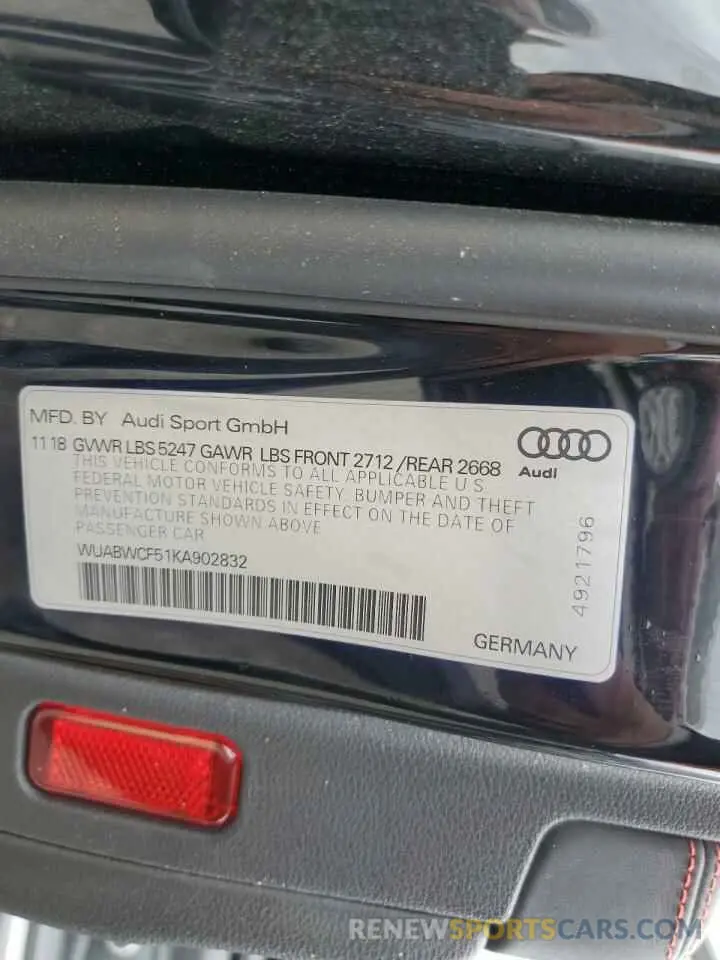 MFD. BY Audi Sport GmbH
11 18 GVWR LBS 5247 GAWR LBS FRONT 2712 /REAR 2668
THIS VEHICLE CONFORMS TO ALL APPLICABLE U S
FEDERAL MOTOR VEHICLE SAFETY BUMPER AND THEFT
PREVENTION STANDARDS IN EFFECT ON THE DATE OF
MANUFACTURE SHOWN ABOVE
PASSENGER CAR
WUABWCF51KA902832
Audi
4921796
GERMANY
RENEWSPORTSCARS.COM